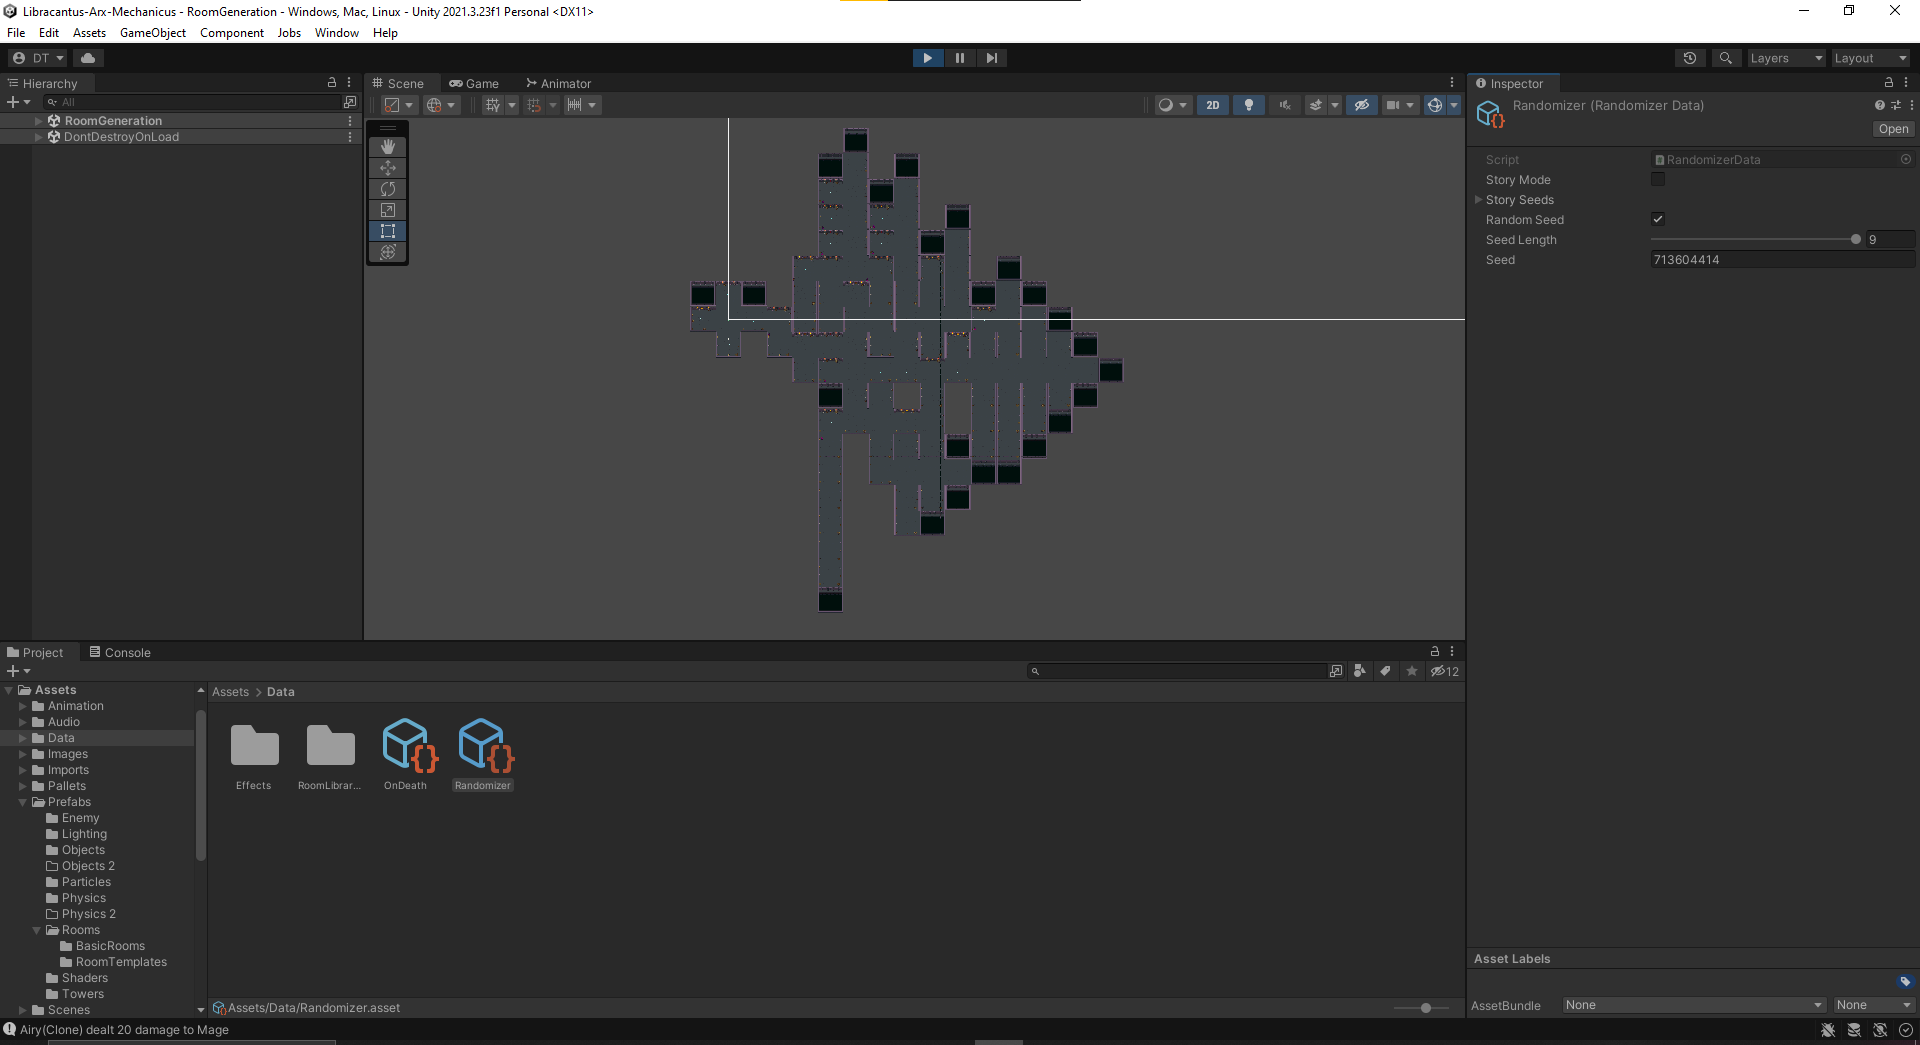 Libracantus-Arx-Mechanicus - RoomGeneration - Windows, Mac, Linux - Unity 2021.3.23f1 Personal <DX11>
File Edit Assets GameObject Component Jobs Window Help
DT
Layers
Layout
Hierarchy
All
RoomGeneration
DontDestroyOnLoad
Scene Game Animator
2D
Inspector
Randomizer (Randomizer Data)
Open
Script RandomizerData
Story Mode
Story Seeds
Random Seed
Seed Length 9
Seed 713604414
Project Console
12
Assets
Animation
Audio
Data
Images
Imports
Pallets
Prefabs
Enemy
Lighting
Objects
Objects 2
Particles
Physics
Physics 2
Rooms
BasicRooms
RoomTemplates
Shaders
Towers
Scenes
Assets > Data
Effects RoomLibrar... OnDeath Randomizer
Assets/Data/Randomizer.asset
Asset Labels
AssetBundle None None
Airy(Clone) dealt 20 damage to Mage